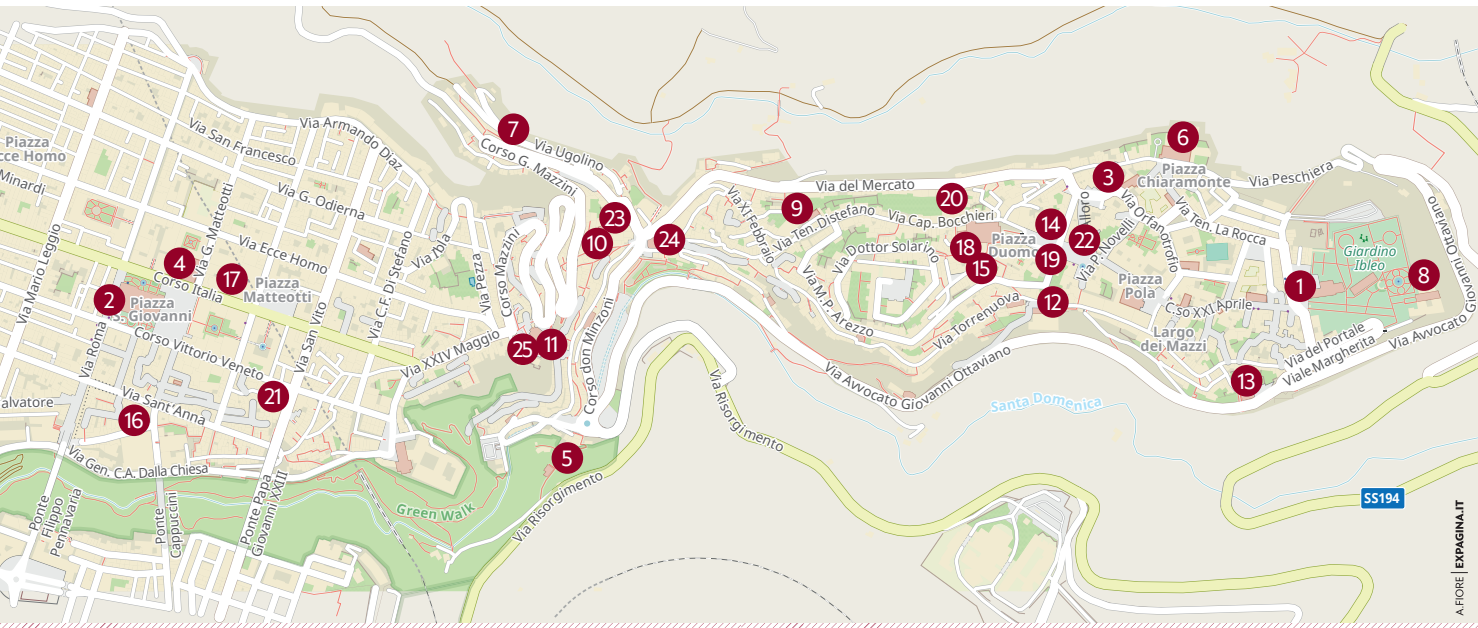 Piazza
cce Homo
Minardi
Via San Francesco
Via Armando Diaz
Via G. Matteotti
Via G. Odierna
Via Ecce Homo
Via Mario Leggio
4
Corso Italia
17
Piazza
Matteotti
2
Piazza
S. Giovanni
Via Roma
Corso Vittorio Veneto
Via San Vito
Via C.F. Di Stefano
Via Ibla
Via Pezza
Corso Mazzini
Via XXIV Maggio
21
alvatore
Via Sant'Anna
16
Via Gen. C.A. Dalla Chiesa
Ponte
Filippo
Pennavaria
Ponte
Cappuccini
Ponte Papa
Giovanni XXIII
Green Walk
7
Via Ugolino
Corso G. Mazzini
23
10
24
25
11
Corso don Minzoni
5
Via Risorgimento
Via Risorgimento
Via XI Febbraio
9
Via del Mercato
Via Ten. Distefano
20
Via Cap. Bocchieri
Via Dottor Solarino
18
15
Piazza
Duomo
14
19
22
Via M.P. Arezzo
Via Torrenuova
12
Via Avvocato Giovanni Ottaviano
Santa Domenica
3
6
Piazza
Chiaramonte
Via Peschiera
Alloro
Via Orfanotrofio
Via Novelli
Via Ten. La Rocca
Piazza
Pola
C.so XXI Aprile
Largo
dei Mazzi
1
Giardino
Ibleo
8
13
Via del Portale
Viale Margherita
Via Avvocato Giovanni Ottaviano
SS194
A.FIORE | EXPAGINA.IT